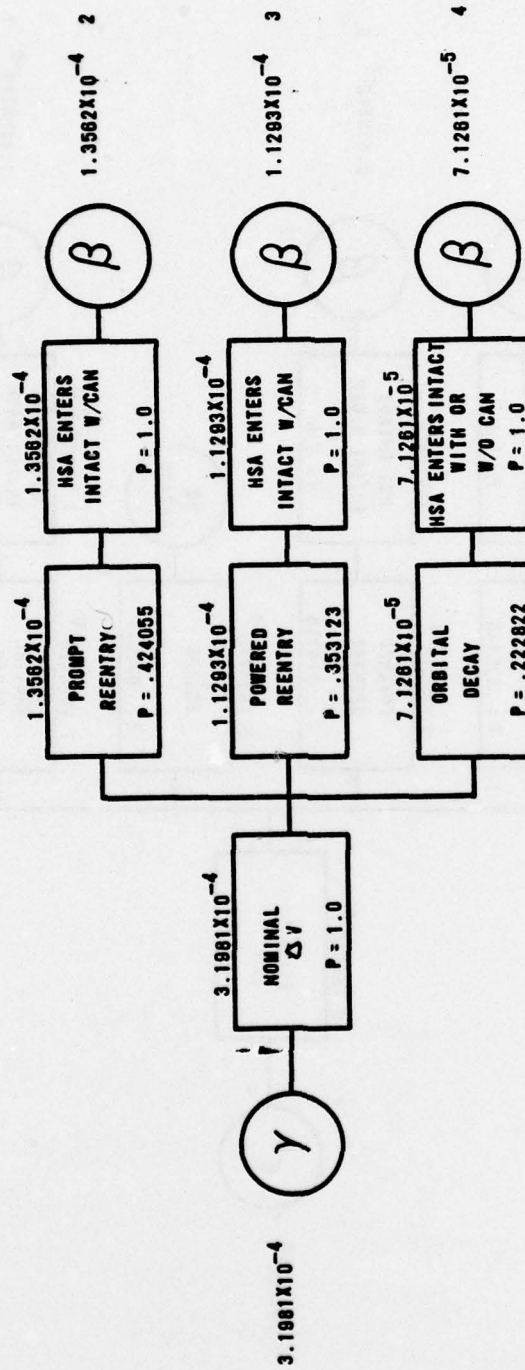 3.1981X10⁻⁴
γ
3.1981X10⁻⁴
NOMINAL
ΔV
P = 1.0
1.3562X10⁻⁴
PROMPT
REENTRY
P = .424055
1.3562X10⁻⁴
HSA ENTERS
INTACT W/CAN
P = 1.0
β
1.3562X10⁻⁴ 2
1.1293X10⁻⁴
POWERED
REENTRY
P = .353123
1.1293X10⁻⁴
HSA ENTERS
INTACT W/CAN
P = 1.0
β
1.1293X10⁻⁴ 3
7.1261X10⁻⁵
ORBITAL
DECAY
P = .222822
7.1261X10⁻⁵
HSA ENTERS INTACT
WITH OR
W/O CAN
P = 1.0
β
7.1261X10⁻⁵ 4